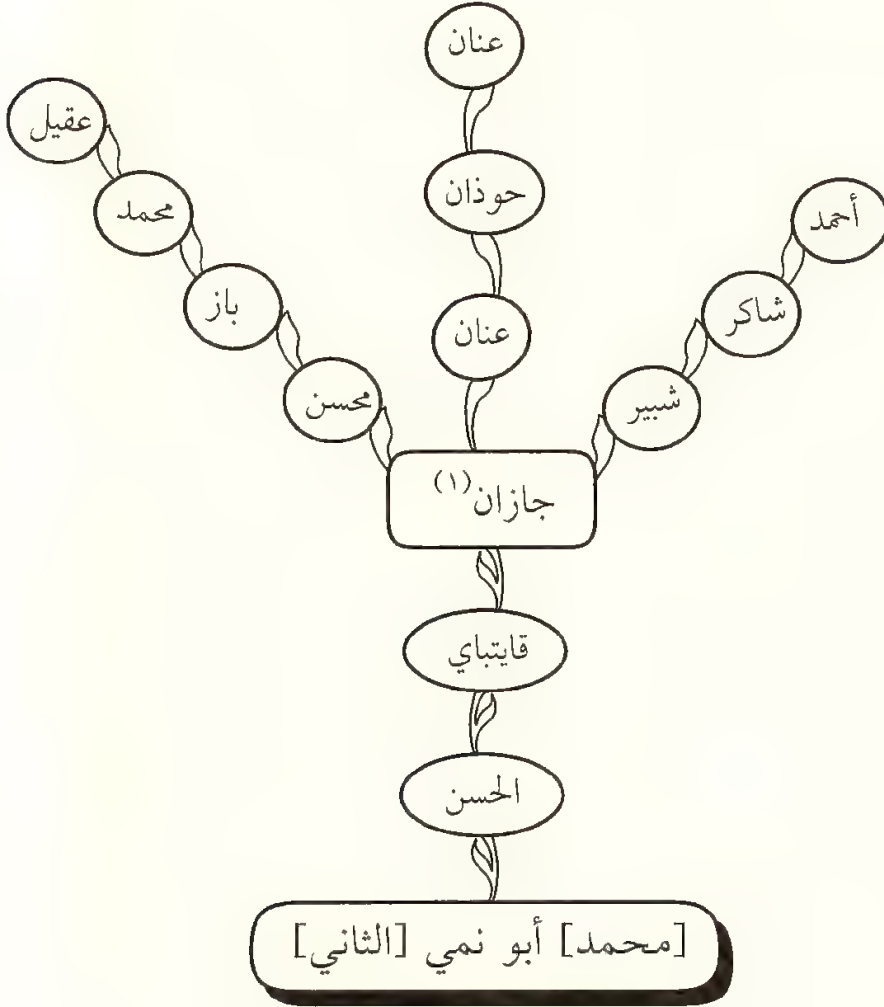 عنان
عقيل
حوذان
محمد
أحمد
باز
شاكر
عنان
محسن
شبير
جازان (١)
قايتباي
الحسن
[محمد] أبو نمي [الثاني]